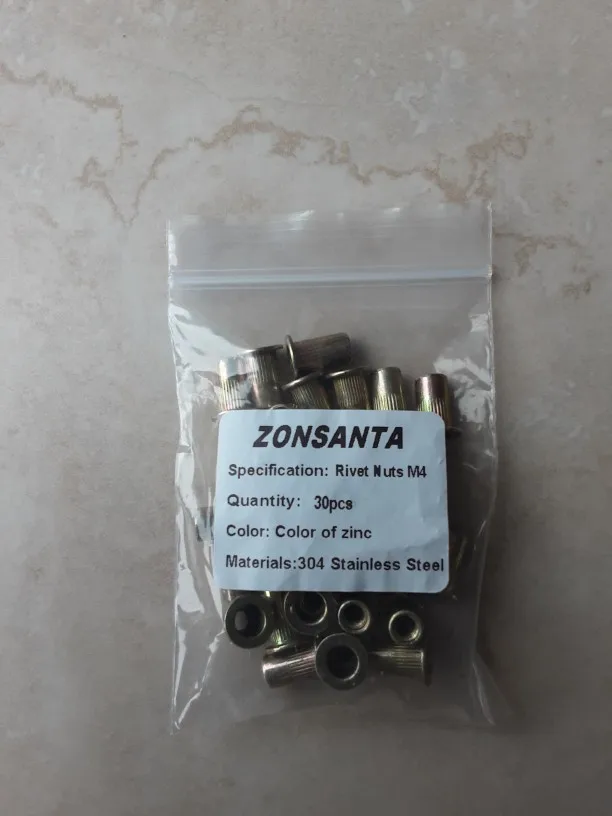 ZONSANTA
Specification: Rivet Nuts M4
Quantity: 30pcs
Color: Color of zinc
Materials:304 Stainless Steel